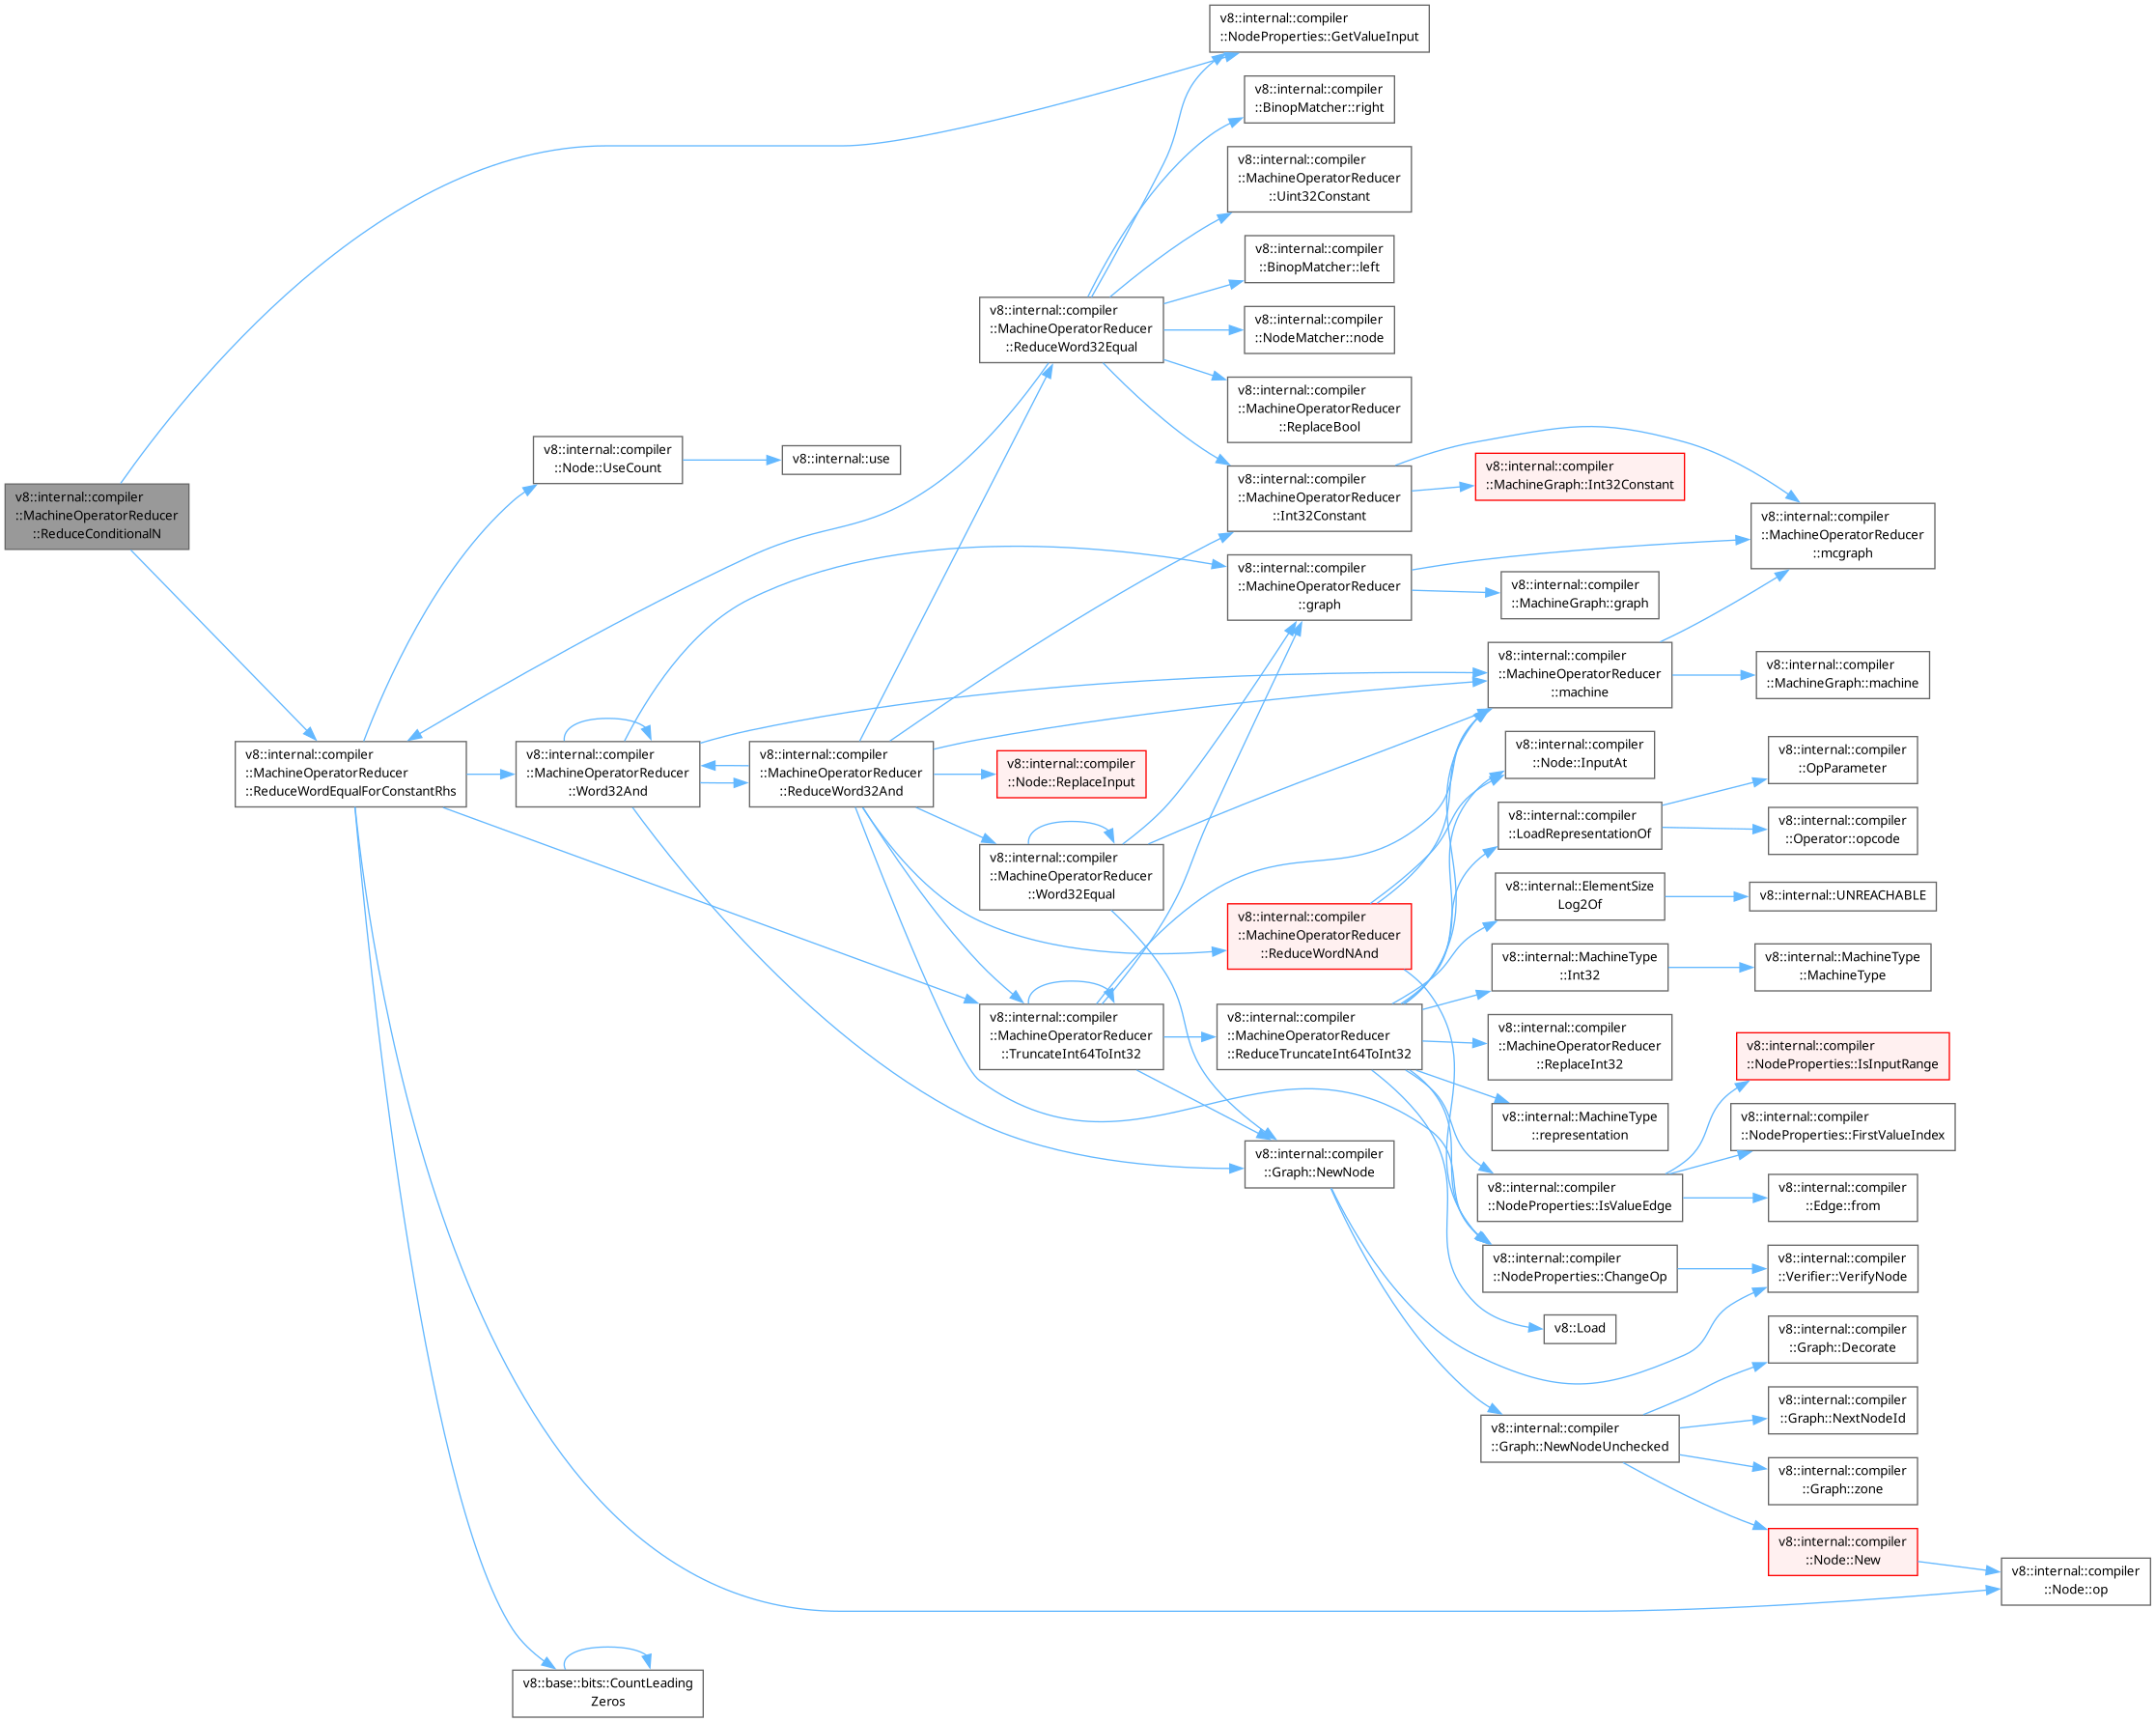 v8::internal::compiler
::NodeProperties::GetValueInput
v8::internal::compiler
::BinopMatcher::right
v8::internal::compiler
::MachineOperatorReducer
::Uint32Constant
v8::internal::compiler
::BinopMatcher::left
v8::internal::compiler
::MachineOperatorReducer
::ReduceWord32Equal
v8::internal::compiler
::NodeMatcher::node
v8::internal::compiler
::MachineOperatorReducer
::ReplaceBool
v8::internal::compiler
::Node::UseCount
v8::internal::use
v8::internal::compiler
::MachineOperatorReducer
::Int32Constant
v8::internal::compiler
::MachineGraph::Int32Constant
v8::internal::compiler
::MachineOperatorReducer
::ReduceConditionalN
v8::internal::compiler
::MachineOperatorReducer
::mcgraph
v8::internal::compiler
::MachineOperatorReducer
::graph
v8::internal::compiler
::MachineGraph::graph
v8::internal::compiler
::MachineOperatorReducer
::machine
v8::internal::compiler
::MachineGraph::machine
v8::internal::compiler
::MachineOperatorReducer
::ReduceWordEqualForConstantRhs
v8::internal::compiler
::MachineOperatorReducer
::Word32And
v8::internal::compiler
::MachineOperatorReducer
::ReduceWord32And
v8::internal::compiler
::Node::ReplaceInput
v8::internal::compiler
::Node::InputAt
v8::internal::compiler
::OpParameter
v8::internal::compiler
::LoadRepresentationOf
v8::internal::compiler
::Operator::opcode
v8::internal::compiler
::MachineOperatorReducer
::Word32Equal
v8::internal::ElementSize
Log2Of
v8::internal::UNREACHABLE
v8::internal::compiler
::MachineOperatorReducer
::ReduceWordNAnd
v8::internal::MachineType
::Int32
v8::internal::MachineType
::MachineType
v8::internal::compiler
::MachineOperatorReducer
::TruncateInt64ToInt32
v8::internal::compiler
::MachineOperatorReducer
::ReduceTruncateInt64ToInt32
v8::internal::compiler
::MachineOperatorReducer
::ReplaceInt32
v8::internal::compiler
::NodeProperties::IsInputRange
v8::internal::MachineType
::representation
v8::internal::compiler
::NodeProperties::FirstValueIndex
v8::internal::compiler
::Graph::NewNode
v8::internal::compiler
::NodeProperties::IsValueEdge
v8::internal::compiler
::Edge::from
v8::internal::compiler
::NodeProperties::ChangeOp
v8::internal::compiler
::Verifier::VerifyNode
v8::Load
v8::internal::compiler
::Graph::Decorate
v8::internal::compiler
::Graph::NewNodeUnchecked
v8::internal::compiler
::Graph::NextNodeId
v8::internal::compiler
::Graph::zone
v8::internal::compiler
::Node::New
v8::internal::compiler
::Node::op
v8::base::bits::CountLeading
Zeros